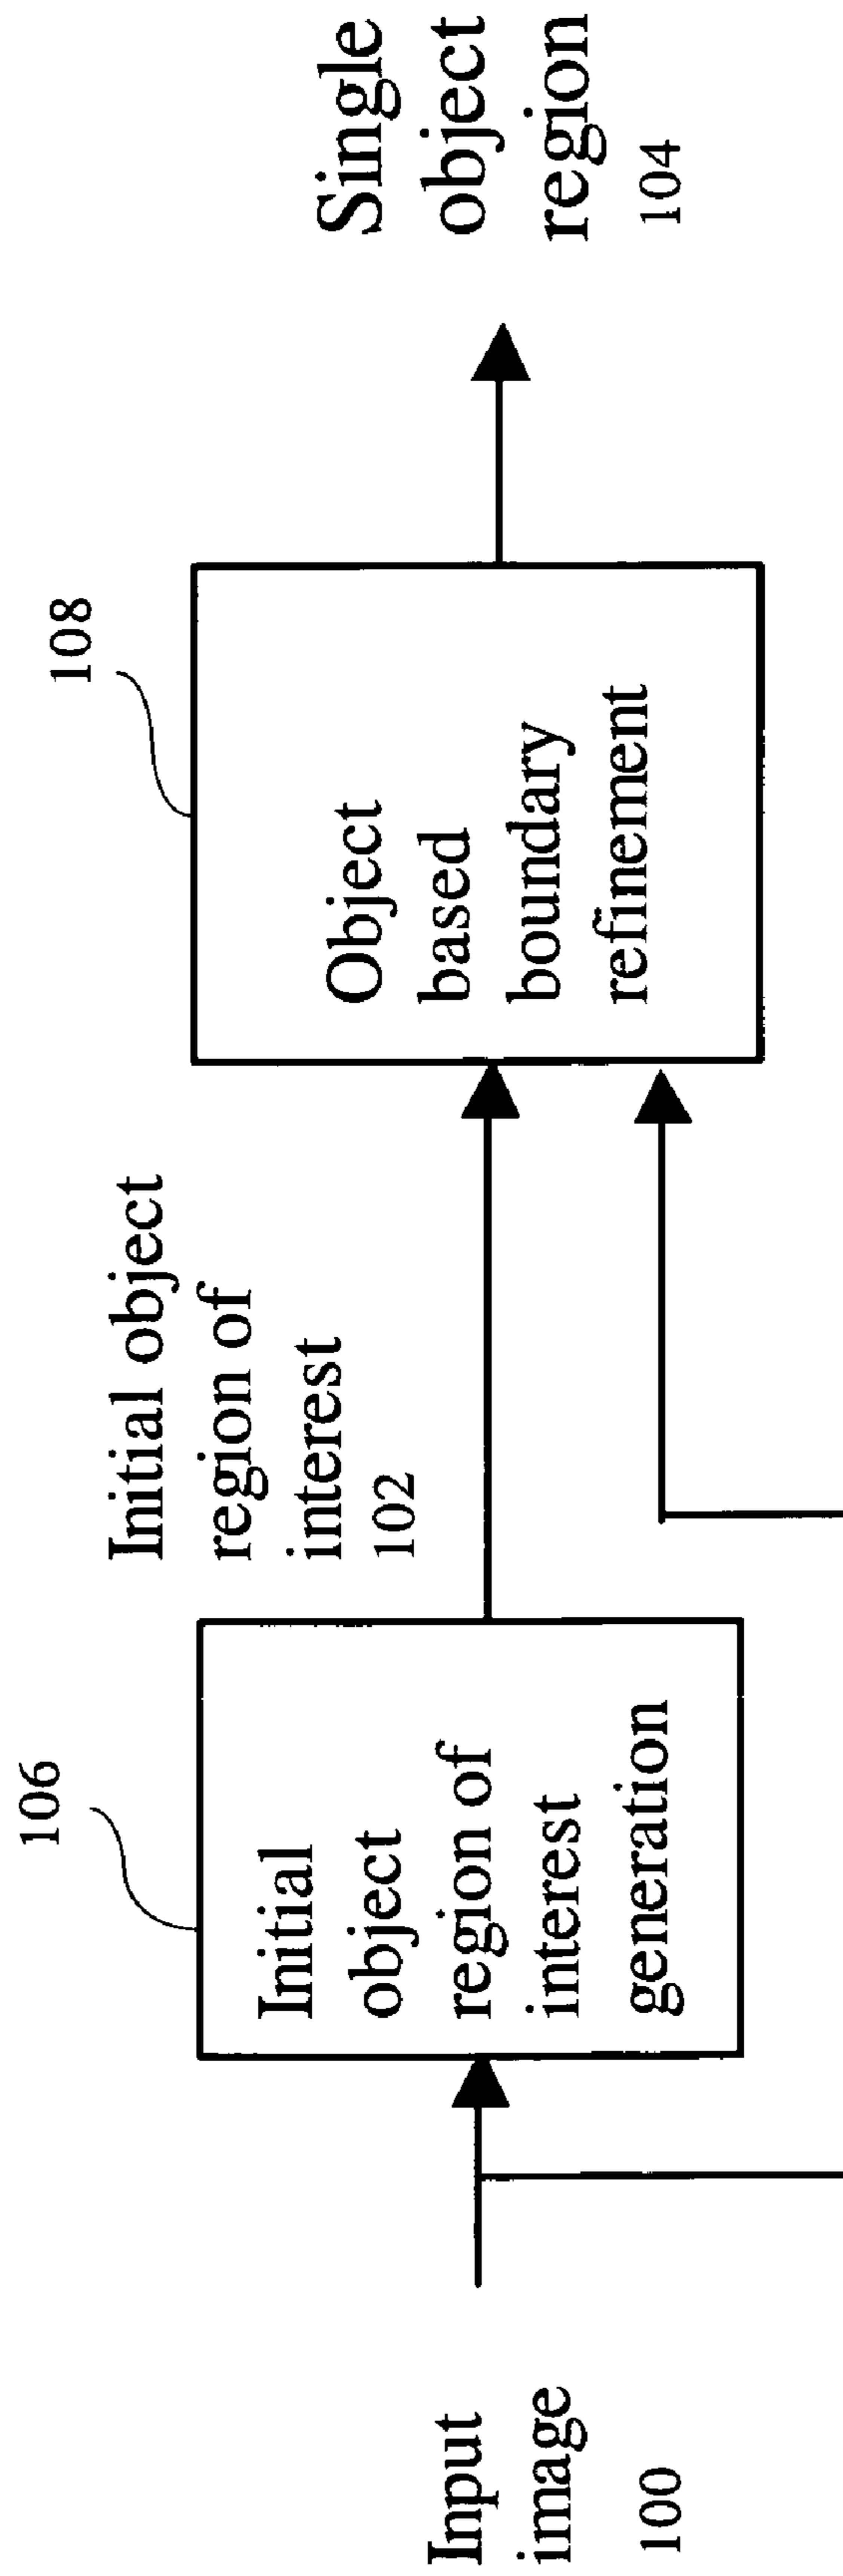 Input
image
100
106
Initial
object
region of
interest
generation
Initial object
region of
interest
102
108
Object
based
boundary
refinement
Single
object
region
104